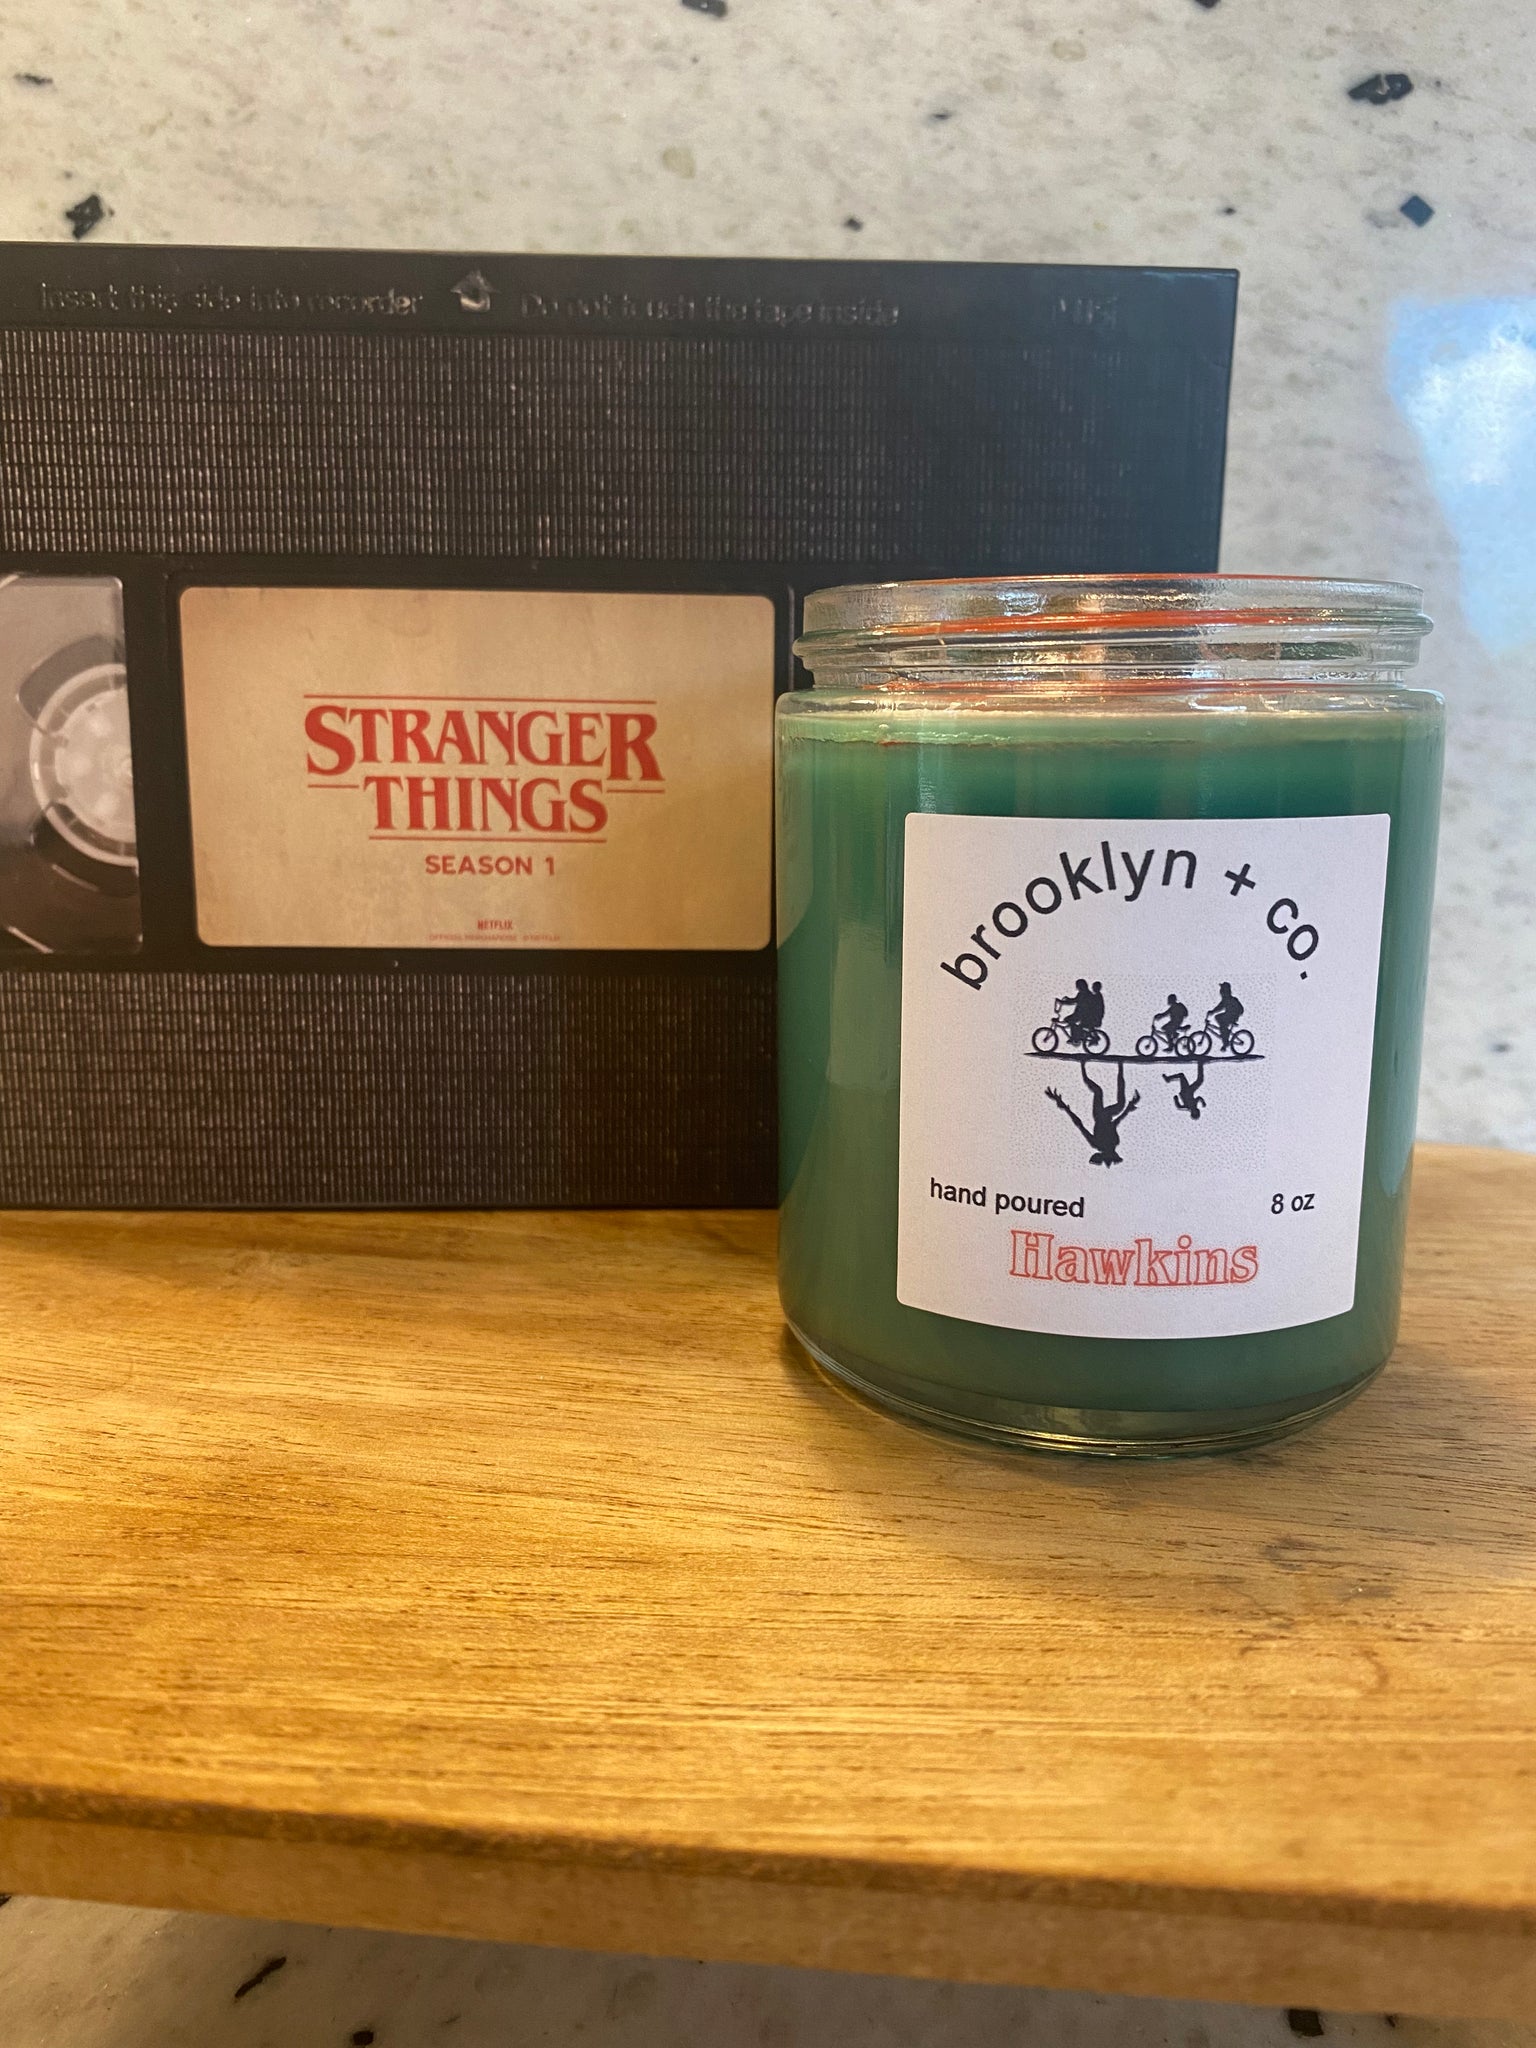 Insert this side into recorder
Do not touch the tape inside
STRANGER
THINGS
SEASON 1
NETFLIX
brooklyn + co.
hand poured
8 oz
Hawkins